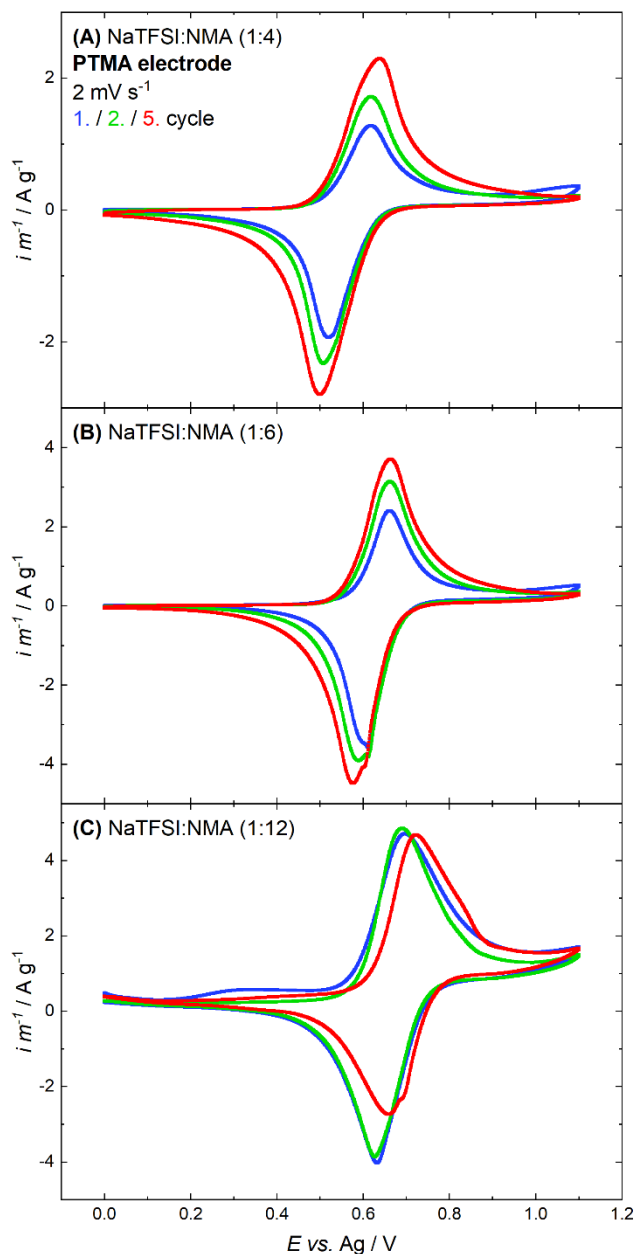 (A) NaTFSI:NMA (1:4)
PTMA electrode
2 mV s⁻¹
1. / 2. / 5. cycle
2
0
-2
i m⁻¹ / A g⁻¹
(B) NaTFSI:NMA (1:6)
4
2
0
-2
-4
i m⁻¹ / A g⁻¹
(C) NaTFSI:NMA (1:12)
4
2
0
-2
-4
i m⁻¹ / A g⁻¹
0.0 0.2 0.4 0.6 0.8 1.0 1.2
E vs. Ag / V